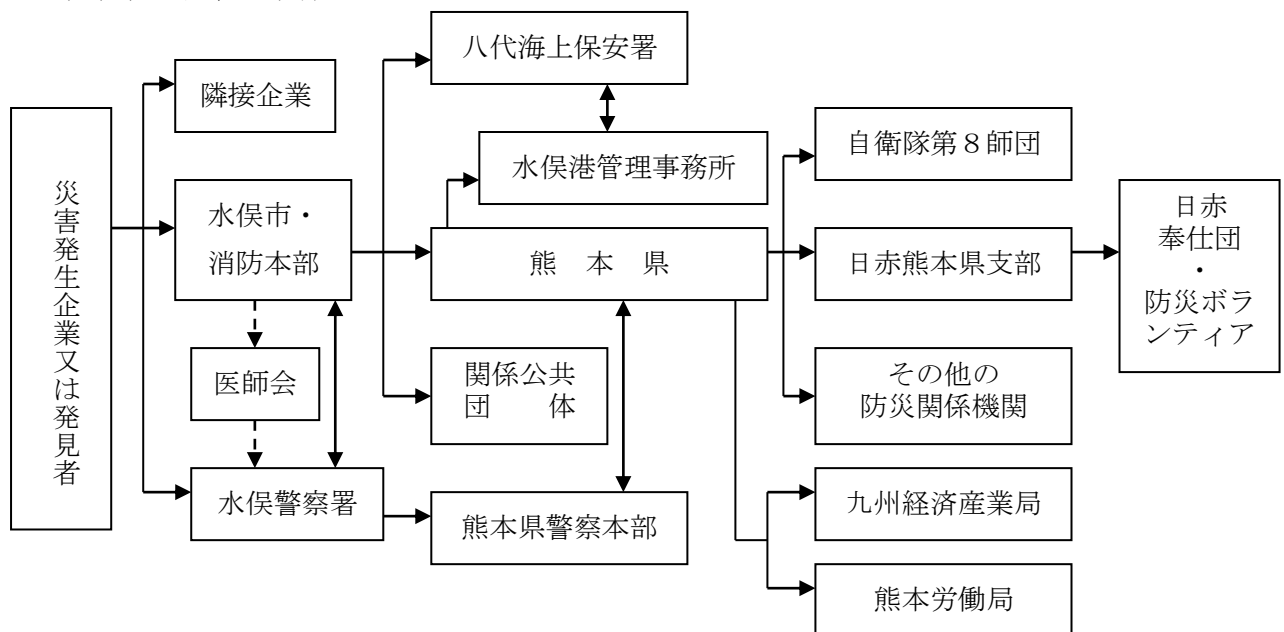 災害発生企業又は発見者
隣接企業
水俣市・
消防本部
医師会
水俣警察署
八代海上保安署
水俣港管理事務所
熊 本 県
関係公共
団 体
熊本県警察本部
自衛隊第８師団
日赤熊本県支部
その他の
防災関係機関
九州経済産業局
熊本労働局
日赤
奉仕団
・
防災ボラ
ンティア